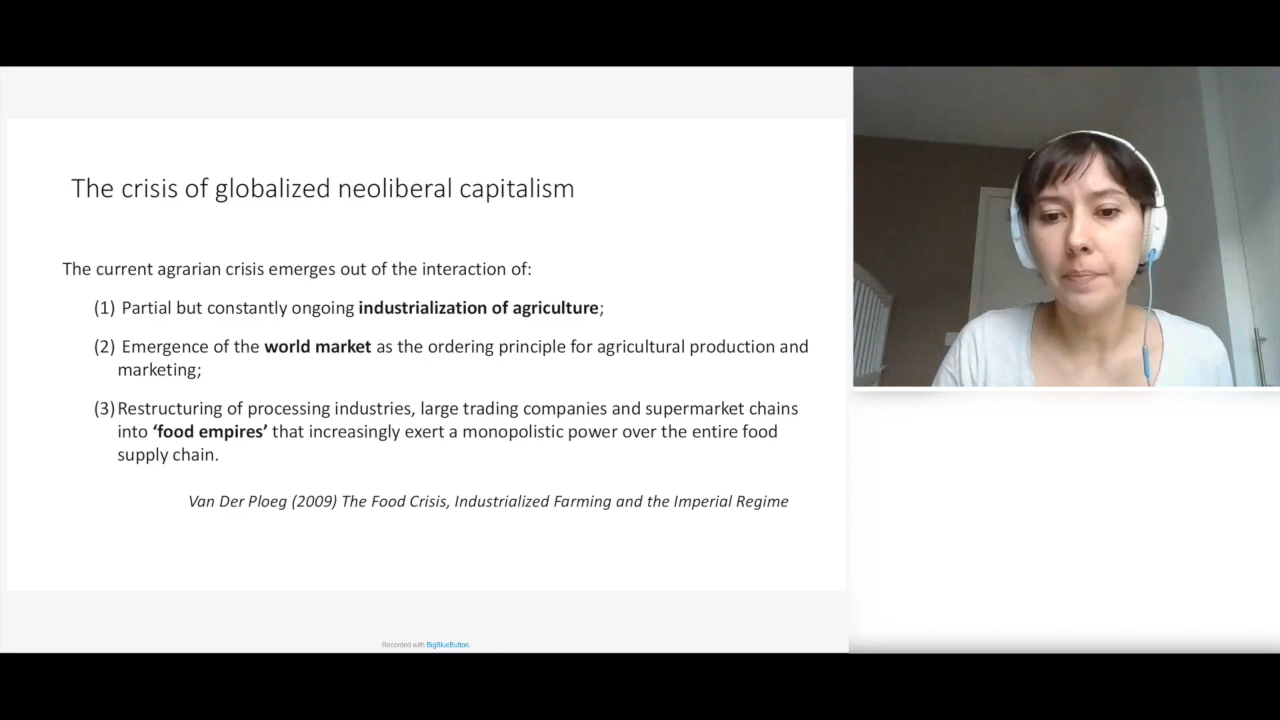 The crisis of globalized neoliberal capitalism
The current agrarian crisis emerges out of the interaction of:
(1) Partial but constantly ongoing industrialization of agriculture;
(2) Emergence of the world market as the ordering principle for agricultural production and
marketing;
(3) Restructuring of processing industries, large trading companies and supermarket chains
into ‘food empires’ that increasingly exert a monopolistic power over the entire food
supply chain.
Van Der Ploeg (2009) The Food Crisis, Industrialized Farming and the Imperial Regime
Recorded with BigBlueButton